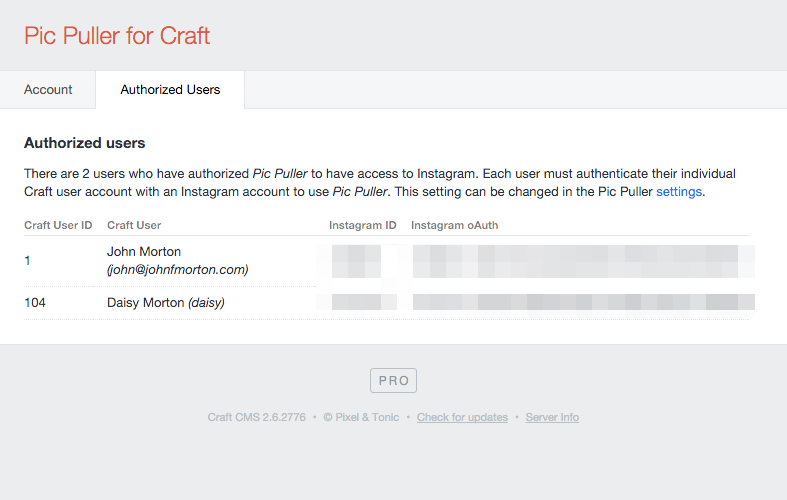 Pic Puller for Craft
Account Authorized Users
Authorized users
There are 2 users who have authorized Pic Puller to have access to Instagram. Each user must authenticate their individual
Craft user account with an Instagram account to use Pic Puller. This setting can be changed in the Pic Puller settings.
Craft User ID Craft User Instagram ID Instagram oAuth
1 John Morton
(john@johnfmorton.com)
104 Daisy Morton (daisy)
PRO
Craft CMS 2.6.2776 • © Pixel & Tonic • Check for updates • Server Info